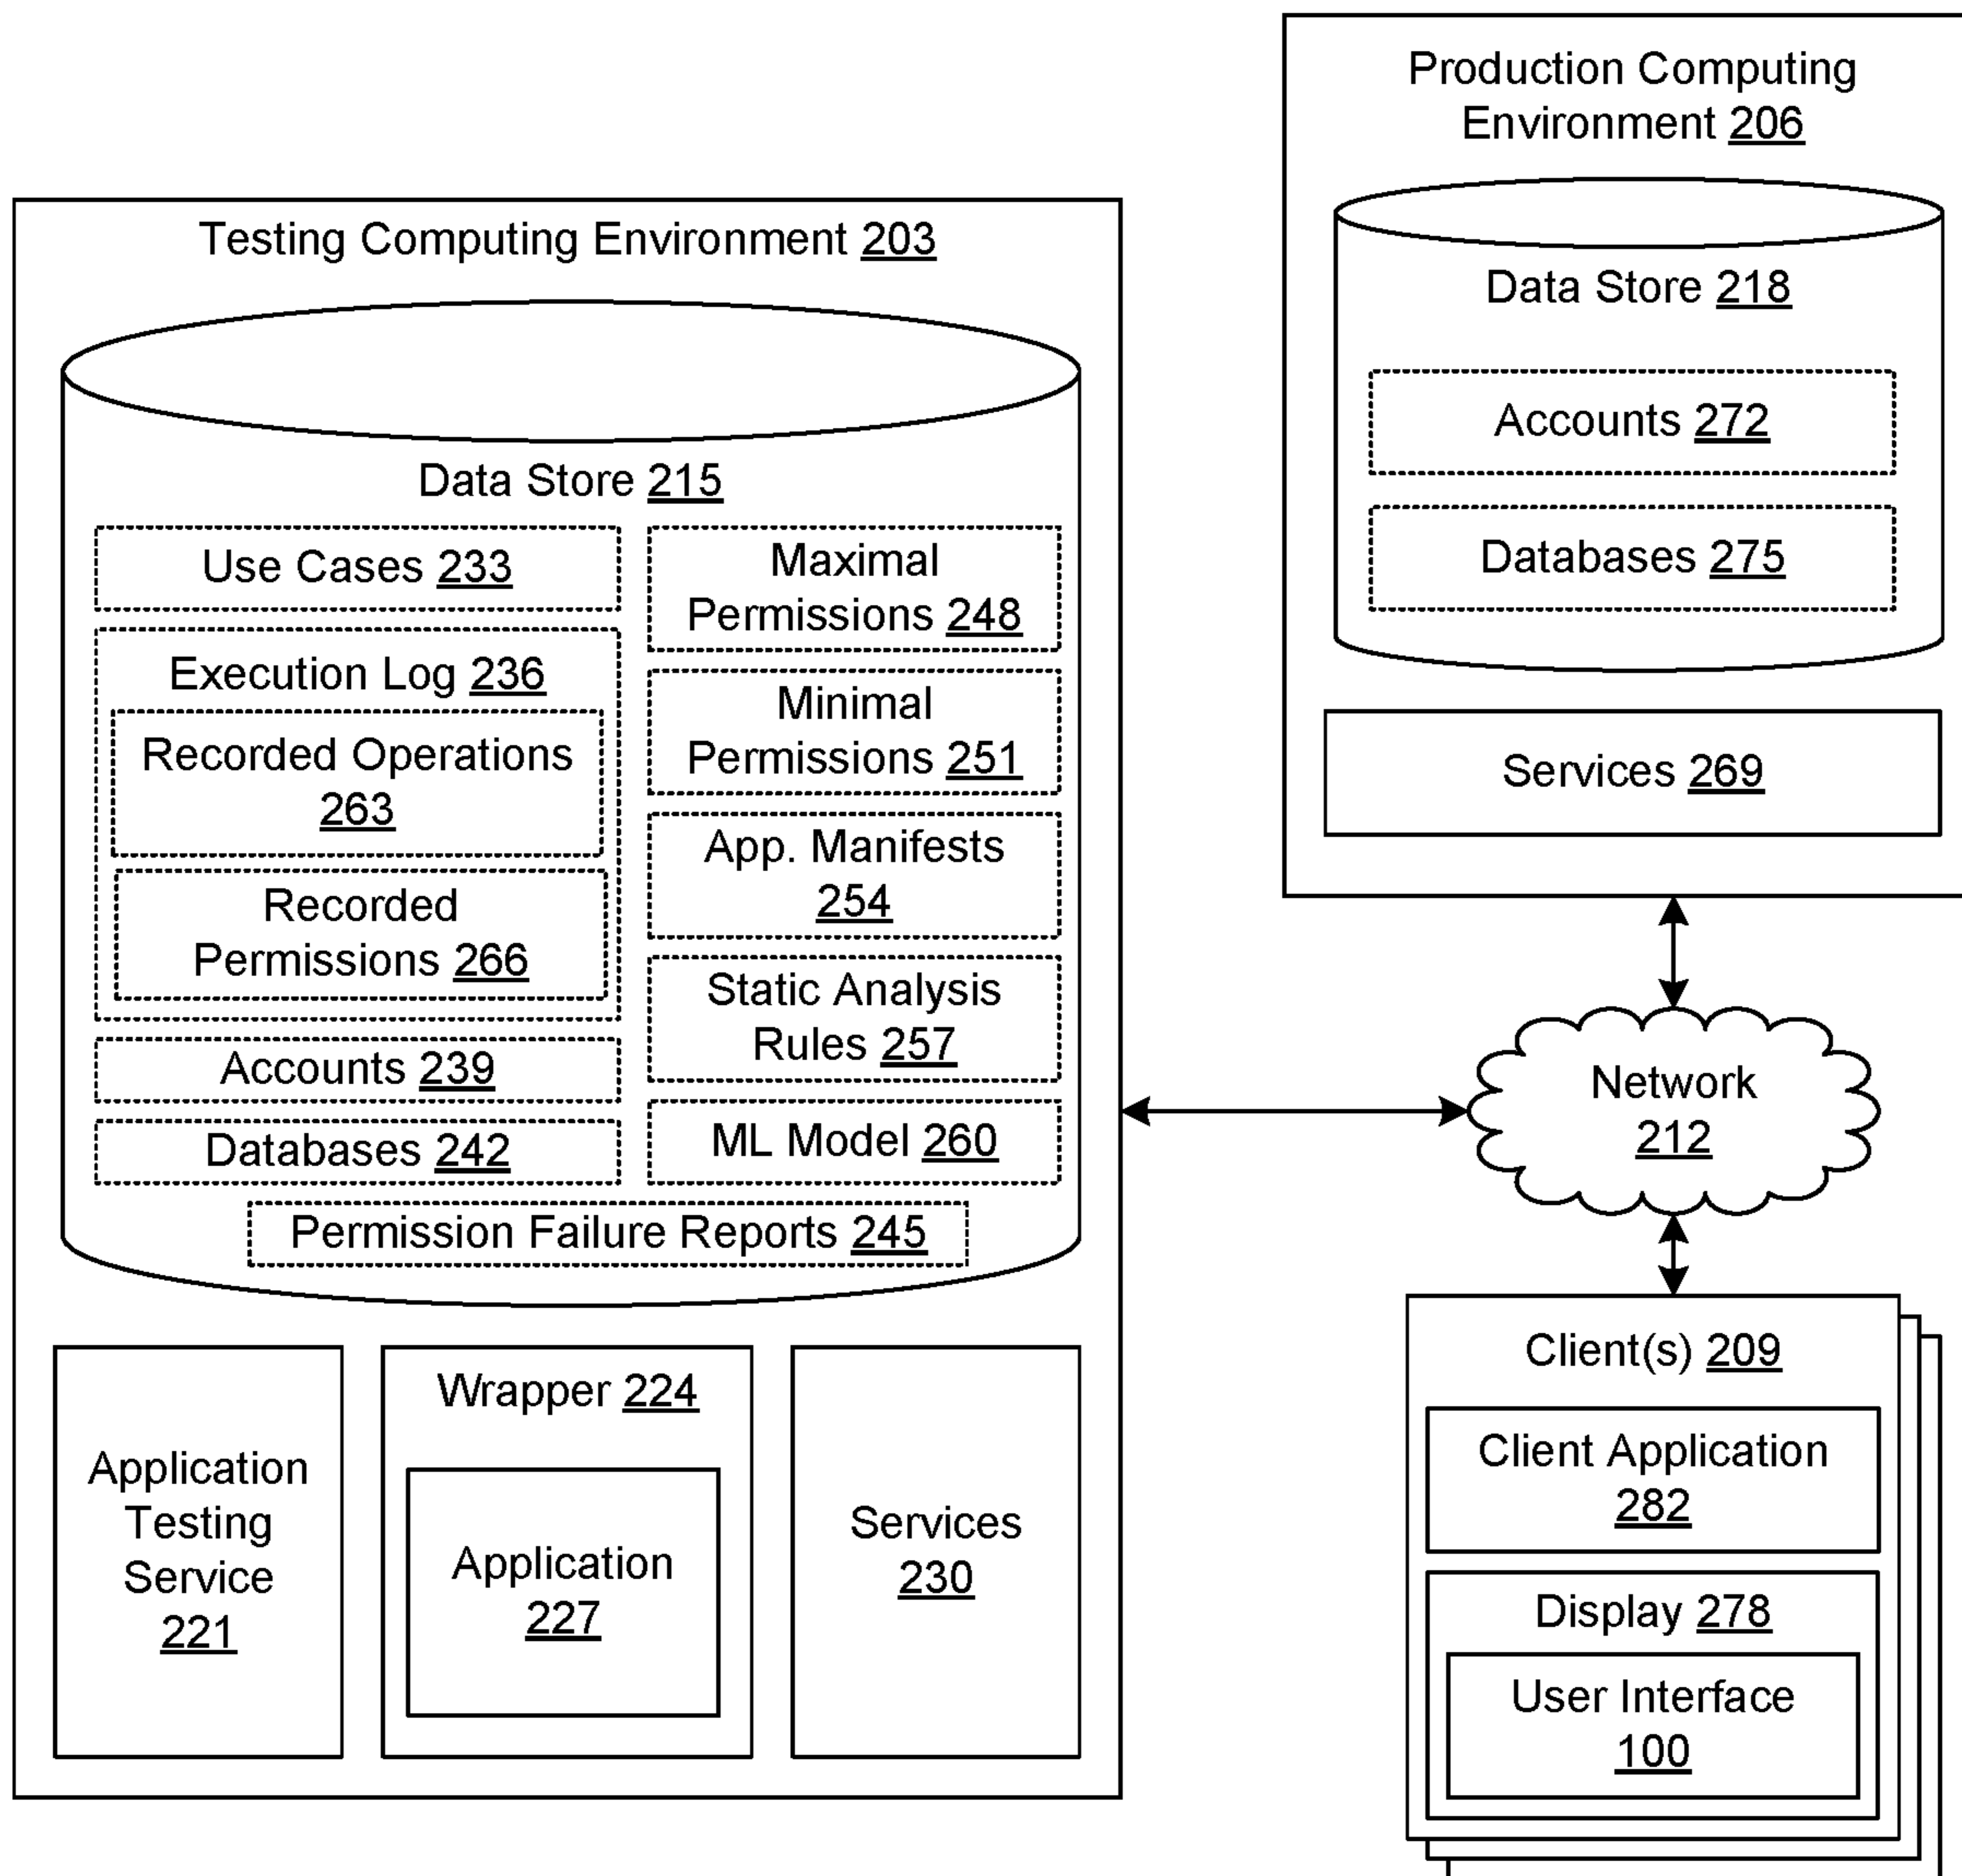 Production Computing
Environment 206
Data Store 218
Accounts 272
Databases 275
Services 269
Testing Computing Environment 203
Data Store 215
Use Cases 233
Execution Log 236
Recorded Operations
263
Recorded
Permissions 266
Accounts 239
Databases 242
Maximal
Permissions 248
Minimal
Permissions 251
App. Manifests
254
Static Analysis
Rules 257
ML Model 260
Permission Failure Reports 245
Application
Testing
Service
221
Wrapper 224
Application
227
Services
230
Network
212
Client(s) 209
Client Application
282
Display 278
User Interface
100